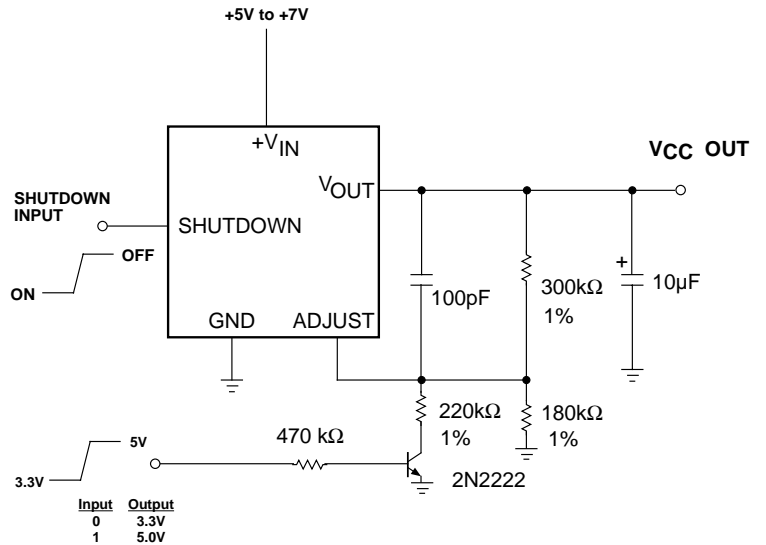 +5V to +7V
+VIN
VCC OUT
VOUT
SHUTDOWN
INPUT
SHUTDOWN
OFF
ON
100pF
300kΩ
1%
+
10µF
GND
ADJUST
220kΩ
1%
180kΩ
1%
470 kΩ
5V
3.3V
2N2222
Input Output
0 3.3V
1 5.0V